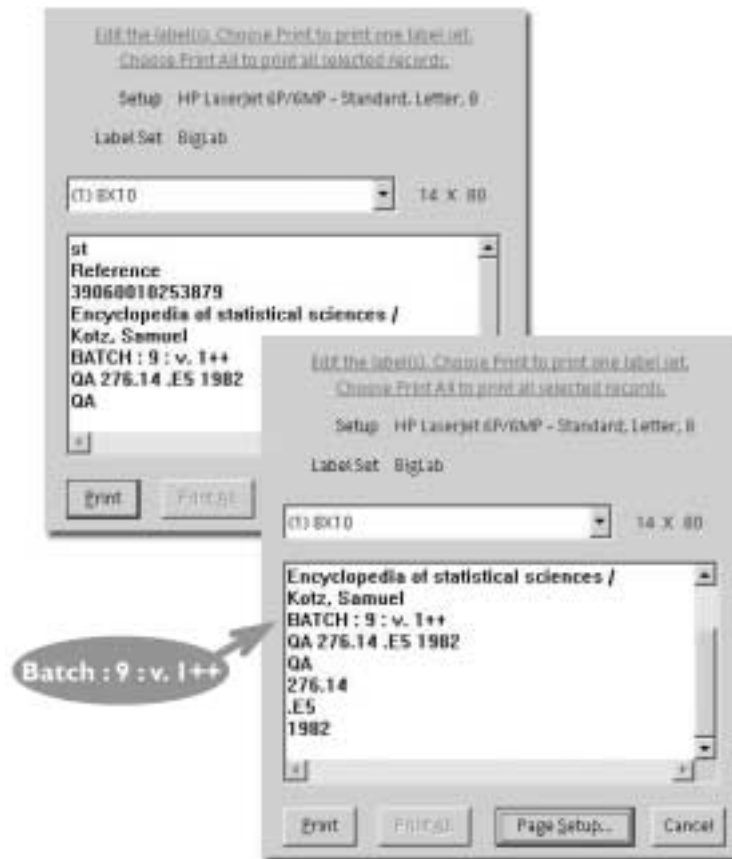 Edit the label(s). Choose Print to print one label set.
Choose Print All to print all selected records.
Setup HP LaserJet 6P/6MP - Standard, Letter, 8
Label Set BigLab
(1) 8X10
14 X 80
st
Reference
39060010253879
Encyclopedia of statistical sciences /
Kotz, Samuel
BATCH : 9 : v. 1++
QA 276.14 .E5 1982
QA
Print
Print All
Edit the label(s). Choose Print to print one label set.
Choose Print All to print all selected records.
Setup HP LaserJet 6P/6MP - Standard, Letter, 8
Label Set BigLab
(1) 8X10
14 X 80
Encyclopedia of statistical sciences /
Kotz, Samuel
BATCH : 9 : v. 1++
QA 276.14 .E5 1982
QA
276.14
.E5
1982
Batch : 9 : v. 1++
Print
Print All
Page Setup...
Cancel